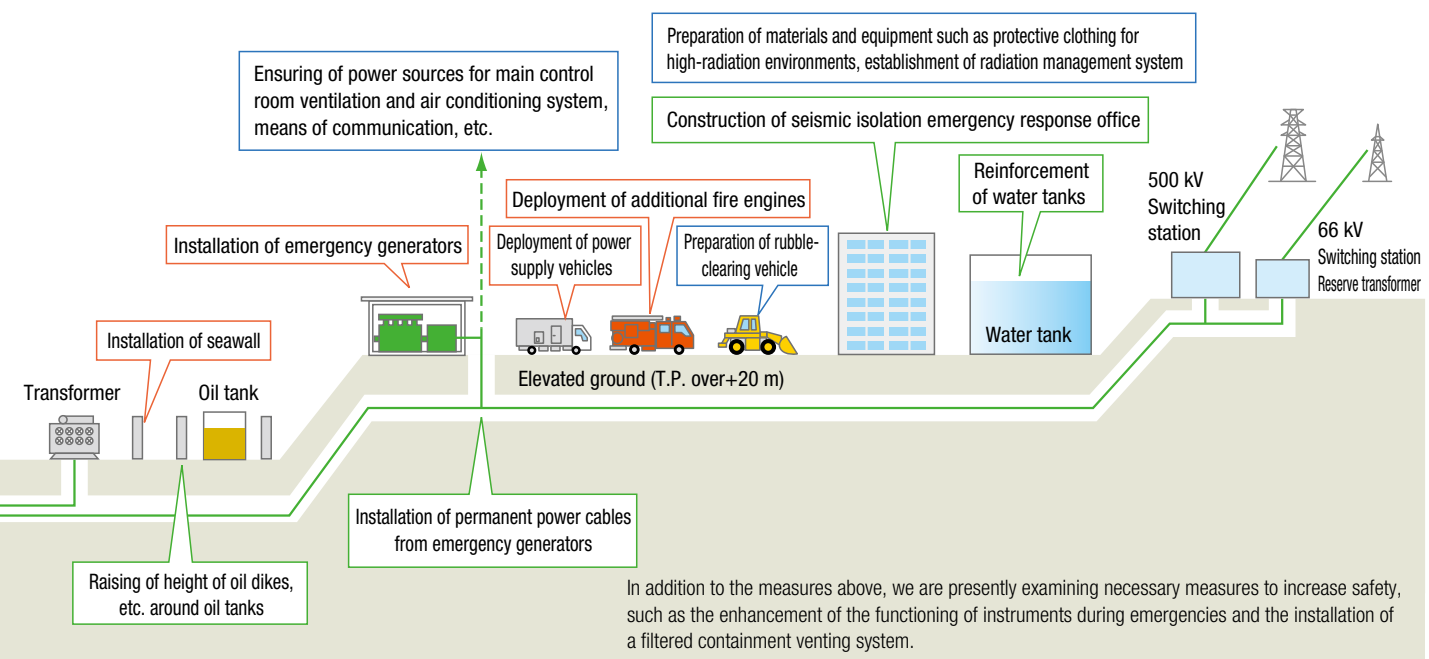 Preparation of materials and equipment such as protective clothing for
high-radiation environments, establishment of radiation management system
Ensuring of power sources for main control
room ventilation and air conditioning system,
means of communication, etc.
Construction of seismic isolation emergency response office
Reinforcement
of water tanks
500 kV
Switching
station
66 kV
Switching station
Reserve transformer
Deployment of additional fire engines
Installation of emergency generators
Deployment of power
supply vehicles
Preparation of rubble-
clearing vehicle
Installation of seawall
Water tank
Elevated ground (T.P. over+20 m)
Transformer
Oil tank
Installation of permanent power cables
from emergency generators
Raising of height of oil dikes,
etc. around oil tanks
In addition to the measures above, we are presently examining necessary measures to increase safety,
such as the enhancement of the functioning of instruments during emergencies and the installation of
a filtered containment venting system.